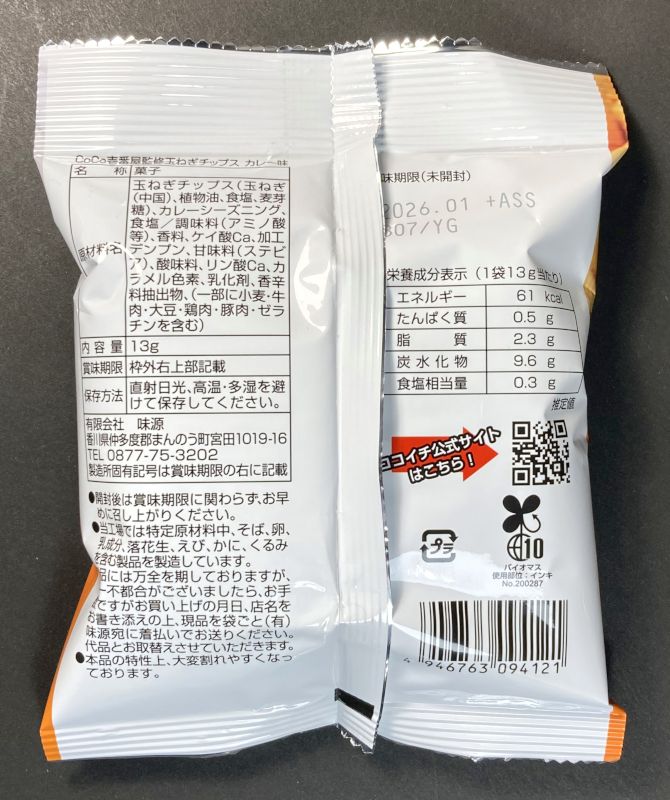 CoCo壱番屋監修玉ねぎチップス カレー味
名 称 菓子
原材料名
玉ねぎチップス(玉ねぎ
(中国)、植物油、食塩、麦芽
糖)、カレーシーズニング、
食塩/調味料(アミノ酸
等)、香料、ケイ酸Ca、加工
デンプン、甘味料(ステビ
ア)、酸味料、リン酸Ca、カ
ラメル色素、乳化剤、香辛
料抽出物、(一部に小麦・牛
肉・大豆・鶏肉・豚肉・ゼラ
チンを含む)
内容量 13g
賞味期限 枠外右上部記載
保存方法 直射日光、高温・多湿を避
けて保存してください。
有限会社 味源
香川県仲多度郡まんのう町宮田1019-16
TEL 0877-75-3202
製造所固有記号は賞味期限の右に記載
●開封後は賞味期限に関わらず、お早
めに召し上がりください。
●当工場では特定原材料中、そば、卵、
乳成分、落花生、えび、かに、くるみ
を含む製品を製造しています。
品には万全を期しておりますが、
一不都合がございましたら、お手
ですがお買い上げの月日、店名を
お書き添えの上、現品を袋ごと(有)
味源宛に着払いでお送りください。
代品とお取替えさせていただきます。
●本品の特性上、大変割れやすくなっ
ております。
味期限(未開封)
2026.01 +ASS
307/YG
栄養成分表示(1袋13g当たり)
エネルギー 61 kcal
たんぱく質 0.5 g
脂質 2.3 g
炭水化物 9.6 g
食塩相当量 0.3 g
推定値
ココイチ公式サイト
はこちら!
プラ
10
バイオマス
使用部位:インキ
No.200287
4 946763 094121